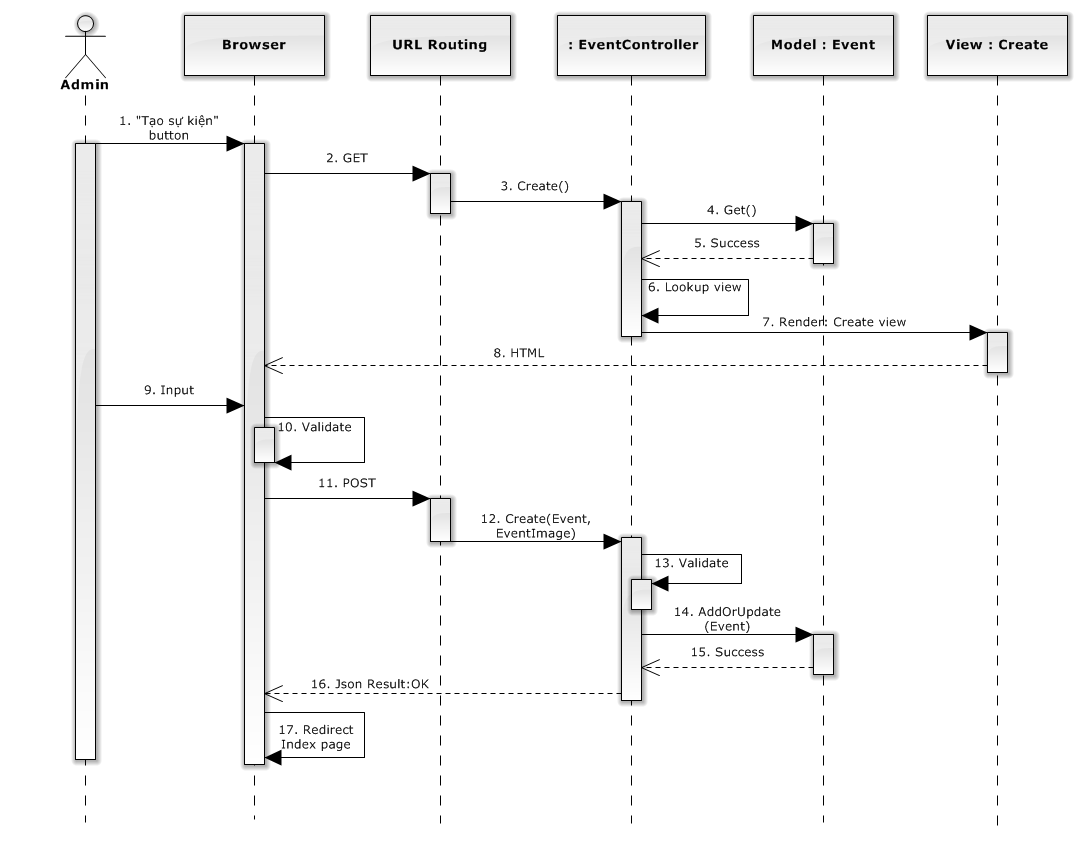 Admin
Browser
URL Routing
: EventController
Model : Event
View : Create
1. "Tạo sự kiện"
button
2. GET
3. Create()
4. Get()
5. Success
6. Lookup view
7. Render: Create view
8. HTML
9. Input
10. Validate
11. POST
12. Create(Event,
EventImage)
13. Validate
14. AddOrUpdate
(Event)
15. Success
16. Json Result:OK
17. Redirect
Index page